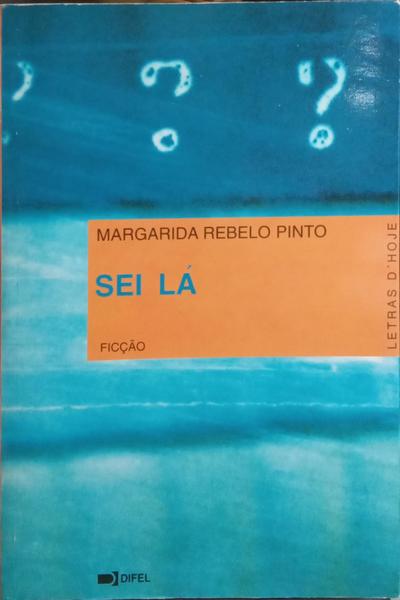 ? ?
MARGARIDA REBELO PINTO
SEI LÁ
FICÇÃO
LETRAS D'HOJE
DIFEL